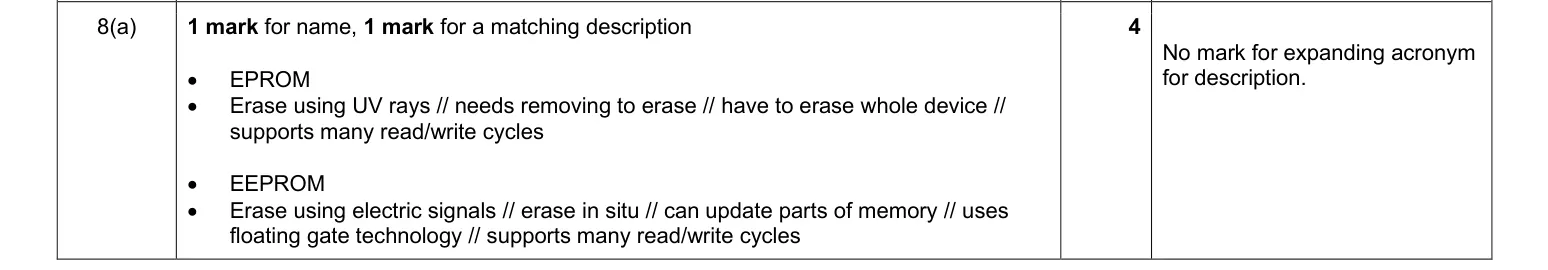 8(a)
1 mark for name, 1 mark for a matching description
4
No mark for expanding acronym
for description.
• EPROM
• Erase using UV rays // needs removing to erase // have to erase whole device //
supports many read/write cycles
• EEPROM
• Erase using electric signals // erase in situ // can update parts of memory // uses
floating gate technology // supports many read/write cycles